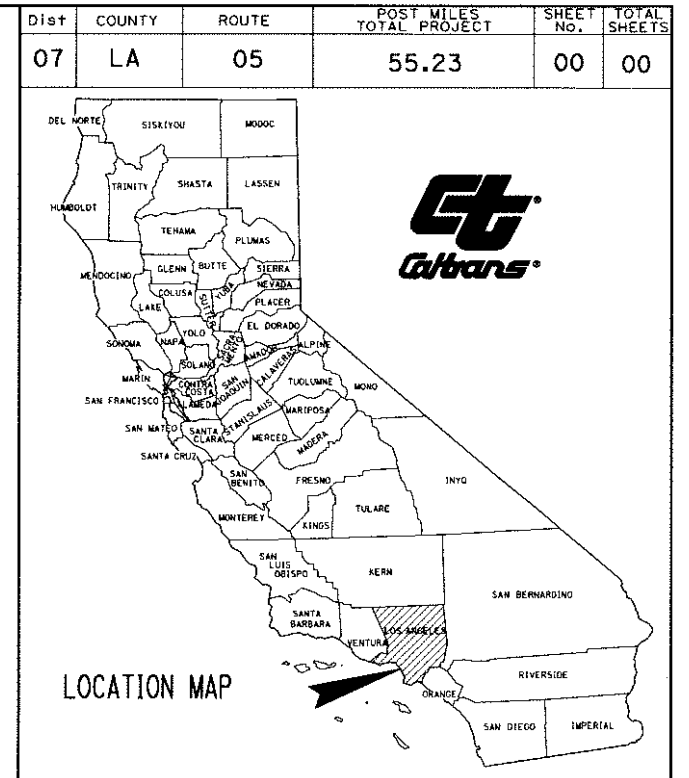 Dist COUNTY ROUTE POST MILES TOTAL PROJECT SHEET No. TOTAL SHEETS
07 LA 05 55.23 00 00
DEL NORTE
SISKIYOU
MODOC
HUMBOLDT
TRINITY
SHASTA
LASSEN
TEHAMA
PLUMAS
MENDOCINO
GLENN
BUTTE
SIERRA
NEVADA
COLUSA
SUTTER
YUBA
PLACER
LAKE
EL DORADO
SONOMA
NAPA
YOLO
SACRAMENTO
AMADOR
ALPINE
SOLANO
CALAVERAS
MARIN
CONTRA COSTA
SAN JOAQUIN
TUOLUMNE
MONO
SAN FRANCISCO
ALAMEDA
STANISLAUS
MARIPOSA
SAN MATEO
SANTA CLARA
MERCED
MADERA
SANTA CRUZ
SAN BENITO
FRESNO
INYO
MONTEREY
KINGS
TULARE
SAN LUIS OBISPO
KERN
SAN BERNARDINO
SANTA BARBARA
VENTURA
LOS ANGELES
ORANGE
RIVERSIDE
SAN DIEGO
IMPERIAL
Ct
Caltrans®
LOCATION MAP